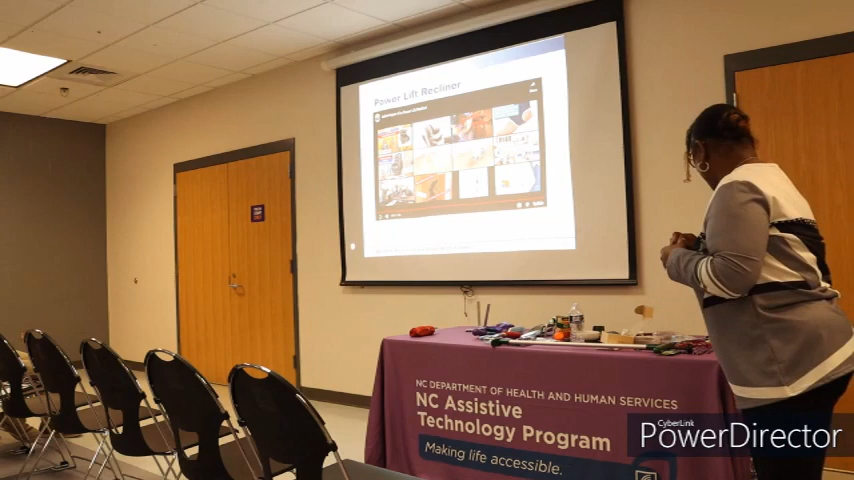 Power Lift Recliner
NC DEPARTMENT OF HEALTH AND HUMAN SERVICES
NC Assistive
Technology Program
Making life accessible.
CyberLink
PowerDirector